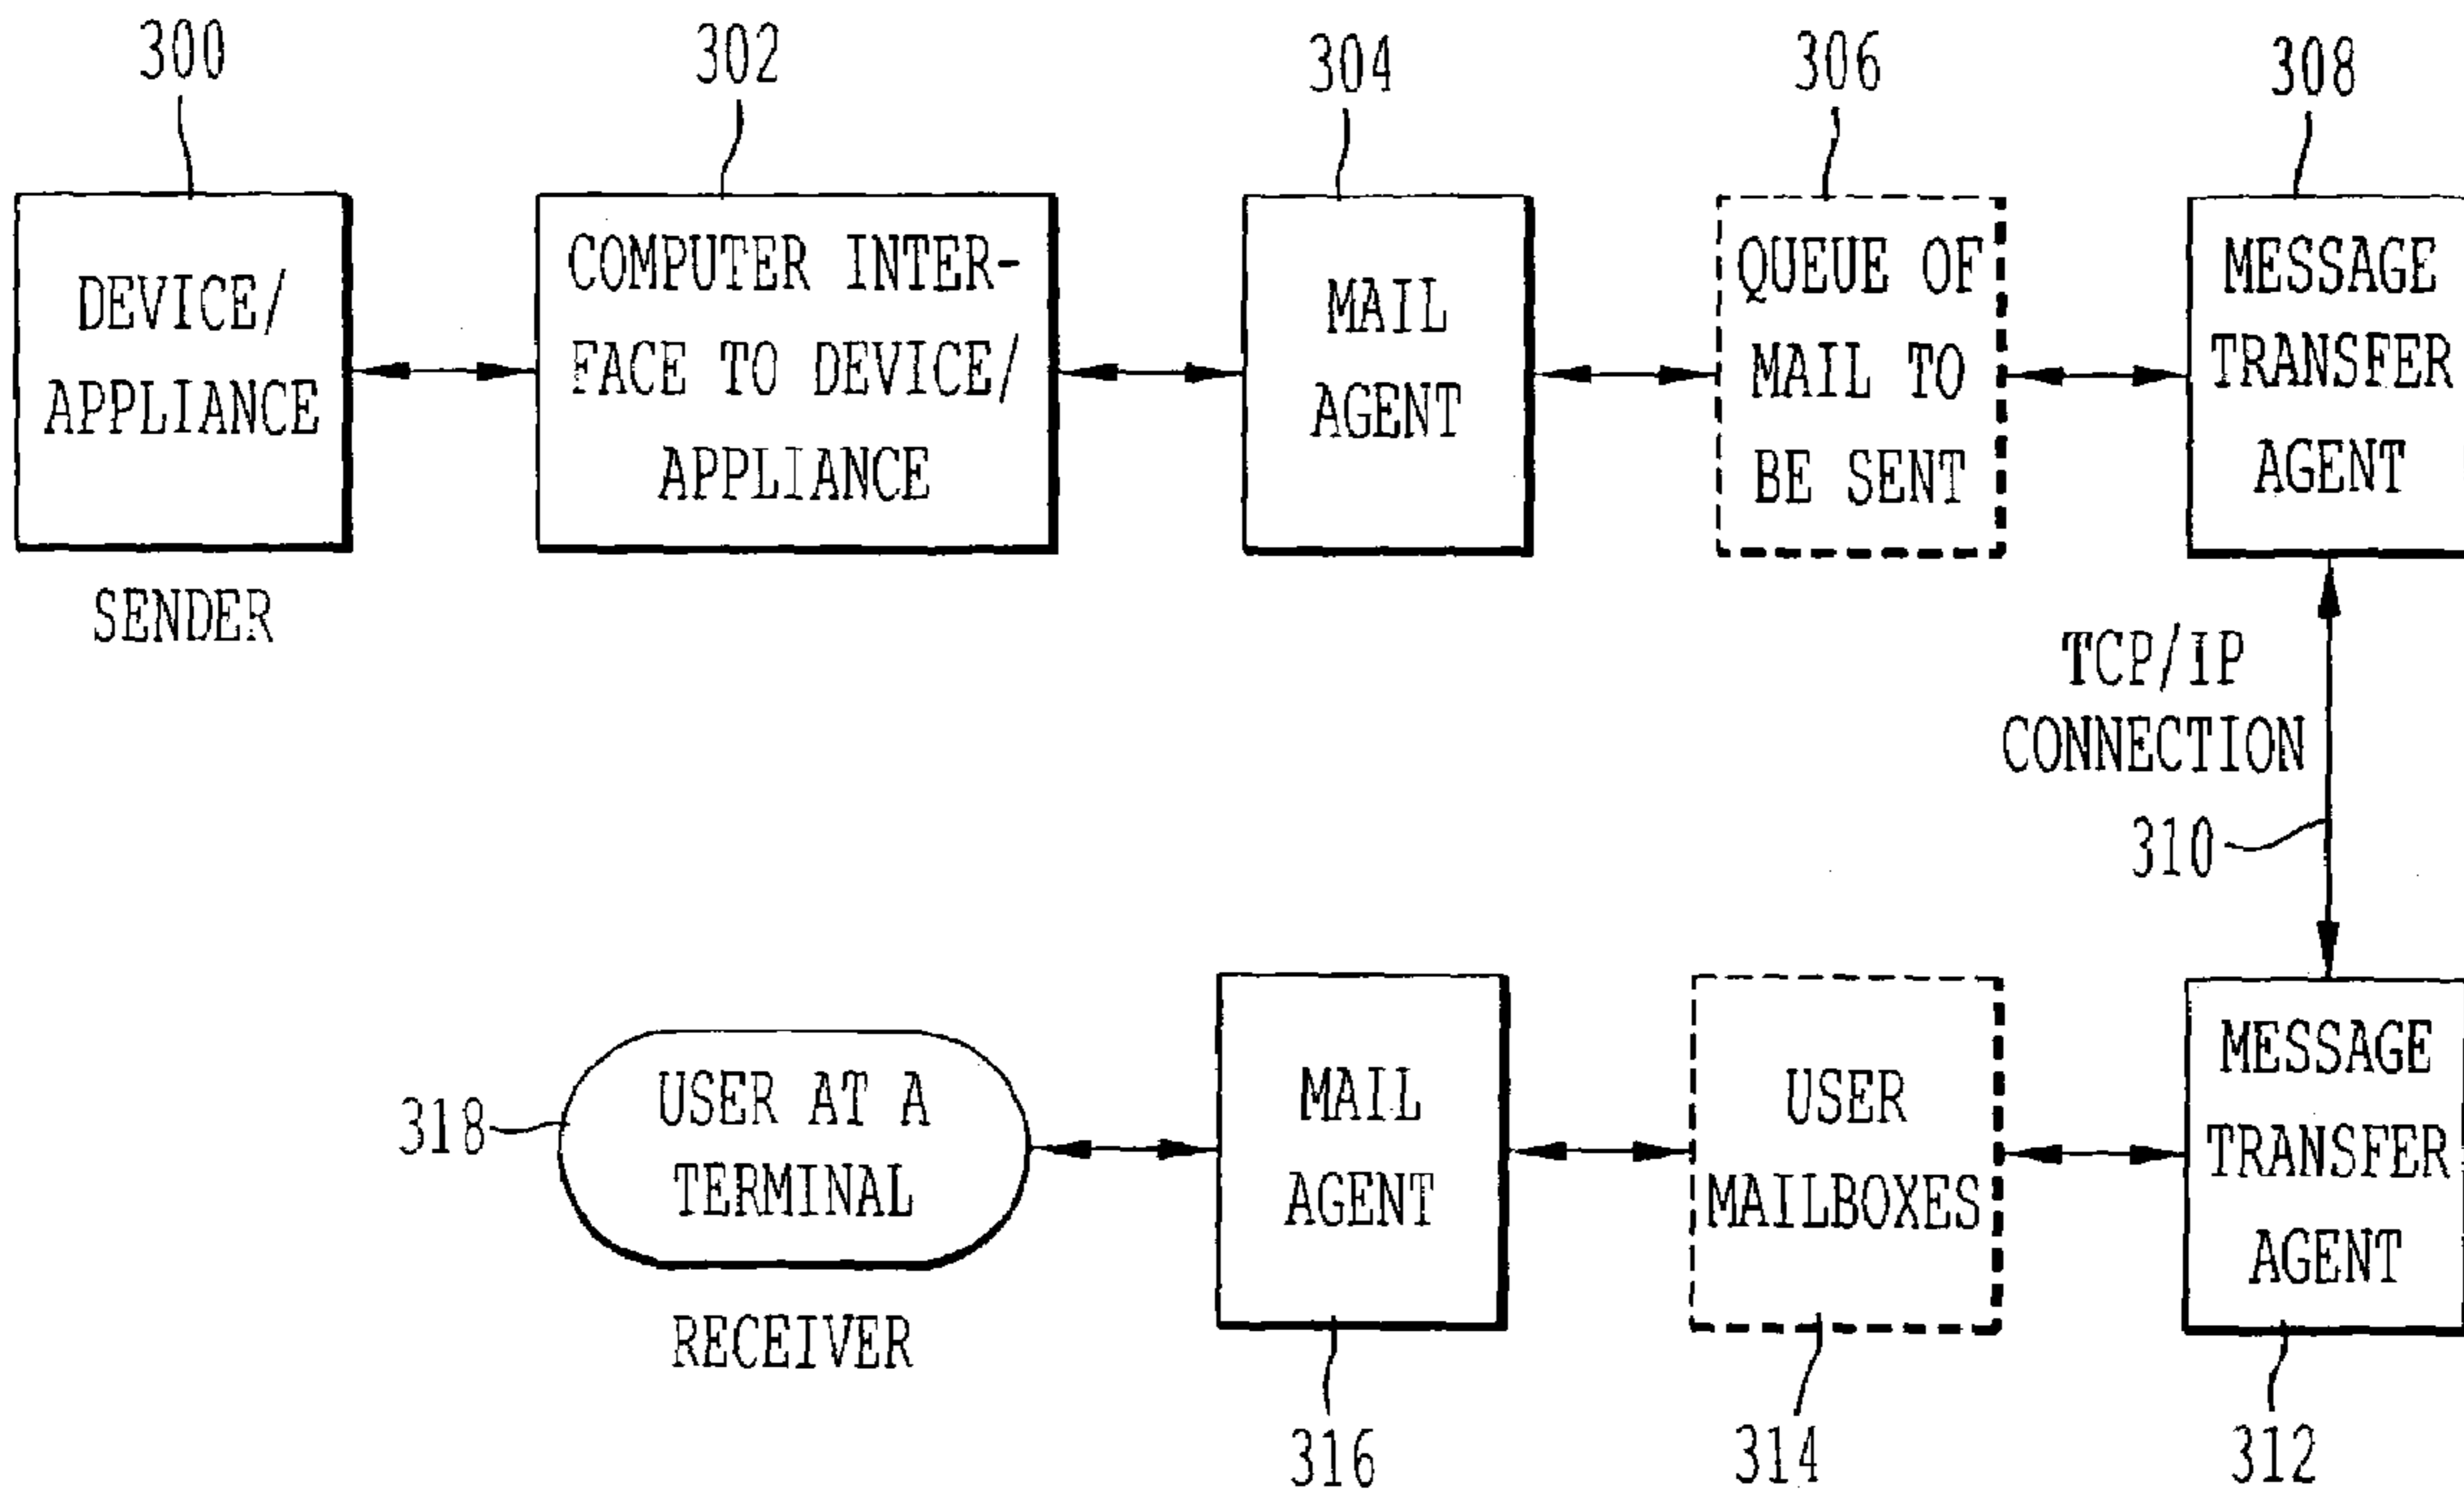 300
302
304
306
308
DEVICE/
APPLIANCE
COMPUTER INTER-
FACE TO DEVICE/
APPLIANCE
MAIL
AGENT
QUEUE OF
MAIL TO
BE SENT
MESSAGE
TRANSFER
AGENT
SENDER
TCP/IP
CONNECTION
310
318
USER AT A
TERMINAL
RECEIVER
MAIL
AGENT
USER
MAILBOXES
MESSAGE
TRANSFER
AGENT
316
314
312